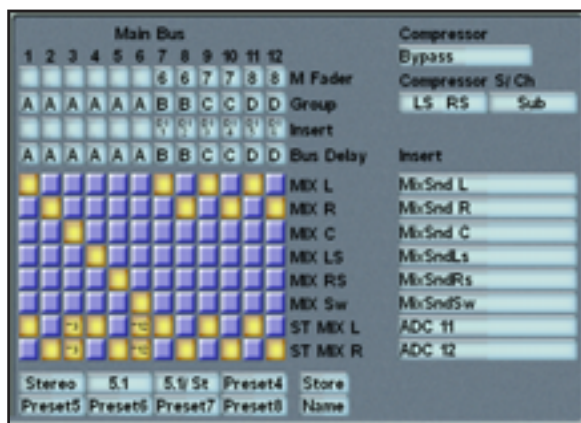 Main Bus
1 2 3 4 5 6 7 8 9 10 11 12
6 6 7 7 8 8 M Fader
A A A A A A B B C C D D Group
Insert
A A A A A A B B C C D D Bus Delay
MIX L
MIX R
MIX C
MIX LS
MIX RS
MIX Sw
ST MIX L
ST MIX R
Stereo 5.1 5.1/St Preset4 Store
Preset5 Preset6 Preset7 Preset8 Name
Compressor
Bypass
Compressor S/Ch
LS RS Sub
Insert
MixSnd L
MixSnd R
MixSnd C
MixSndLs
MixSndRs
MixSndSw
ADC 11
ADC 12